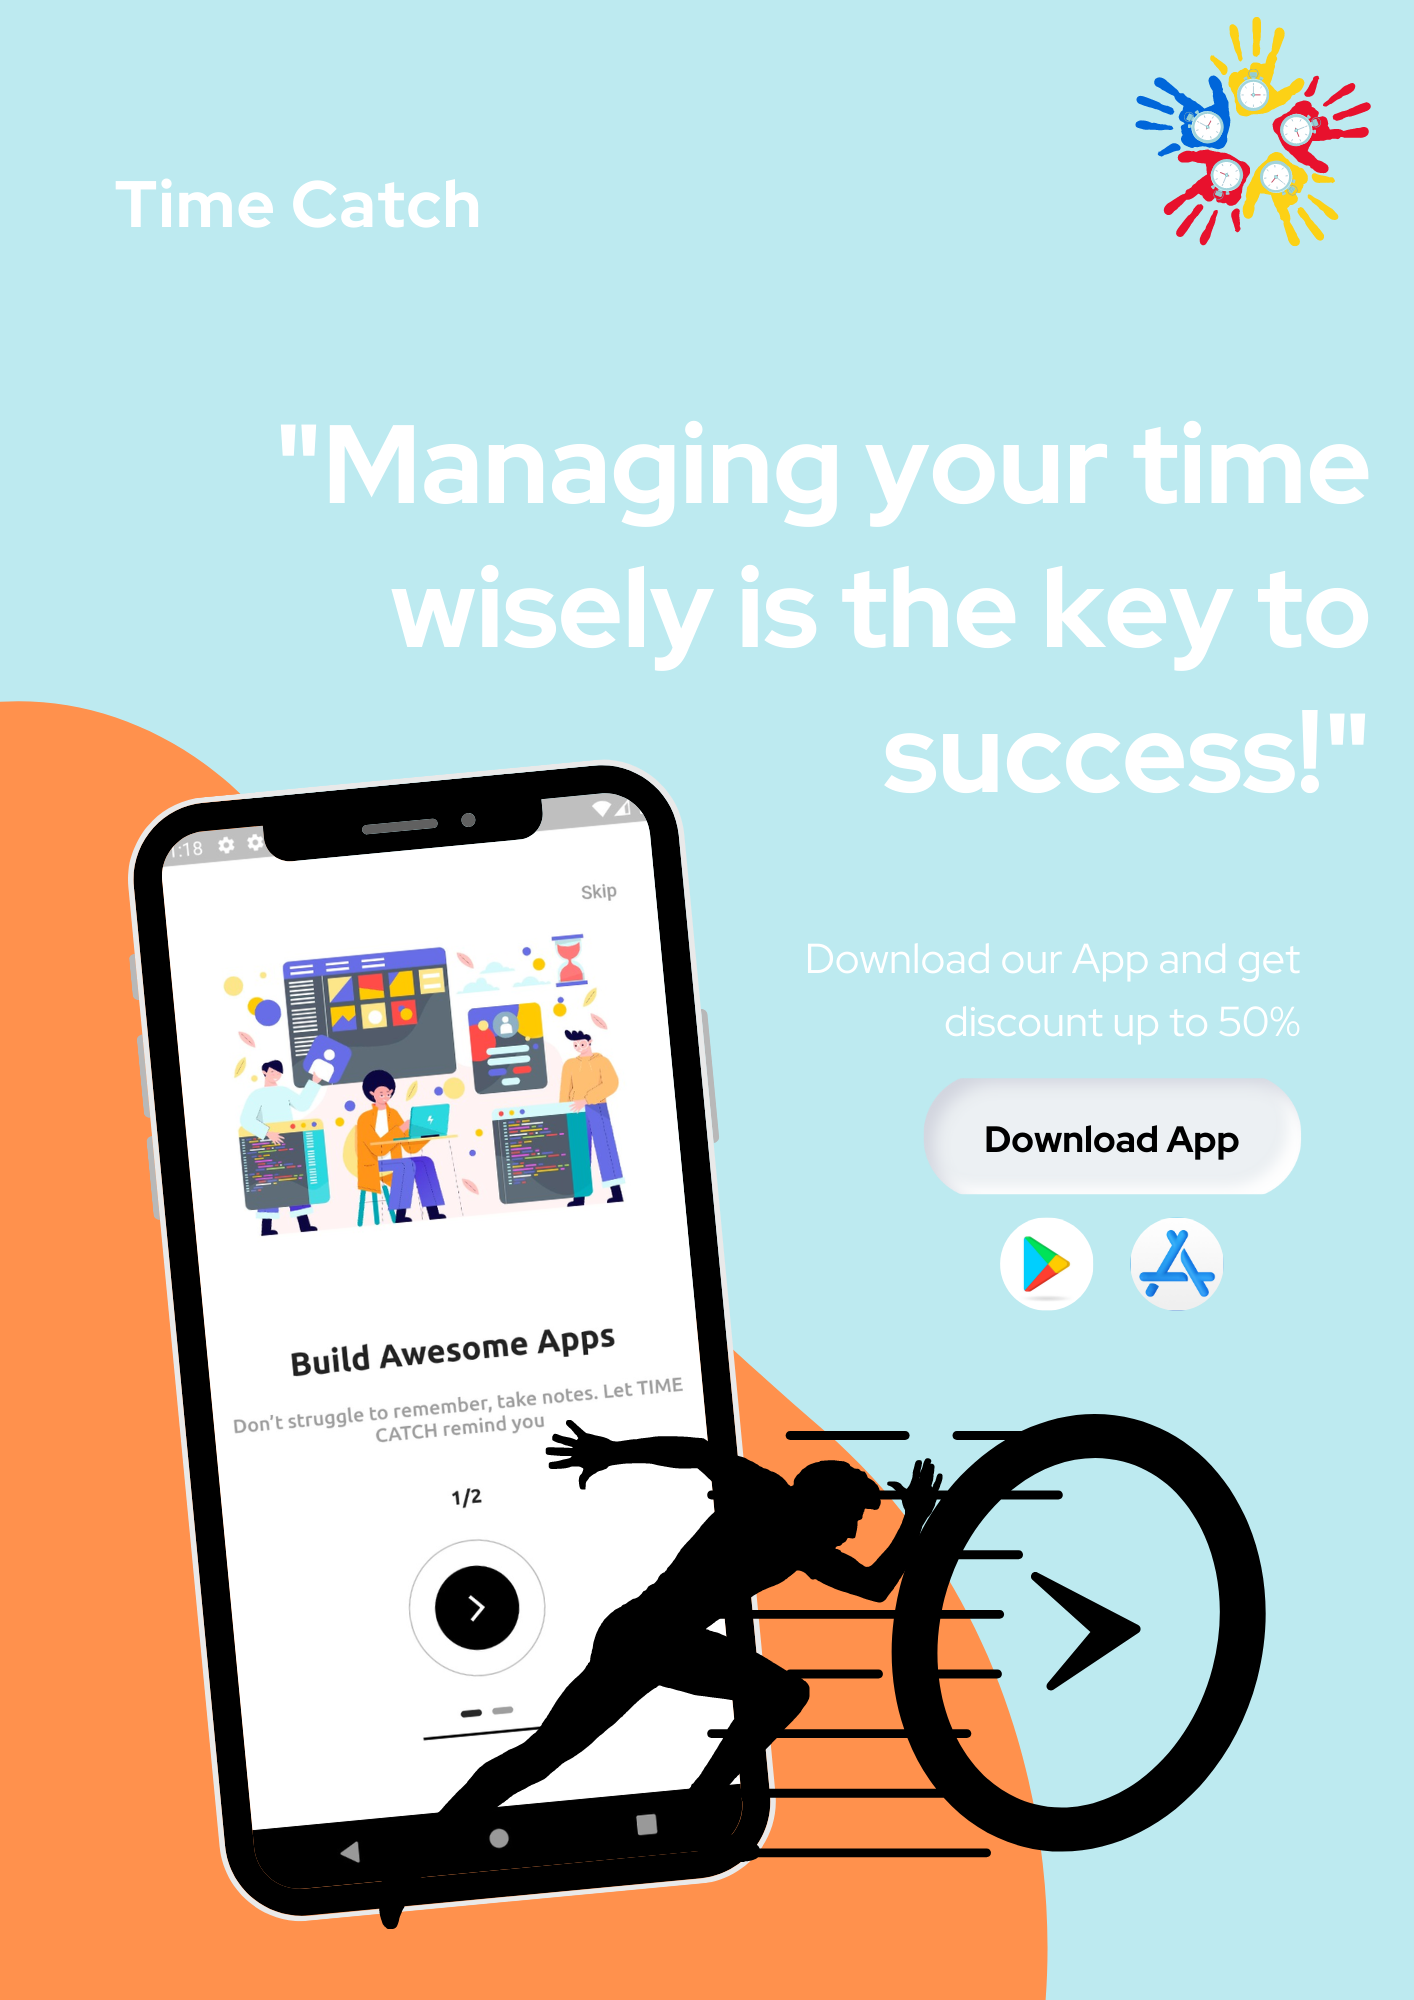 Time Catch
"Managing your time
wisely is the key to
success!"
:18
Skip
Build Awesome Apps
Don't struggle to remember, take notes. Let TIME
CATCH remind you
1/2
Download our App and get
discount up to 50%
Download App